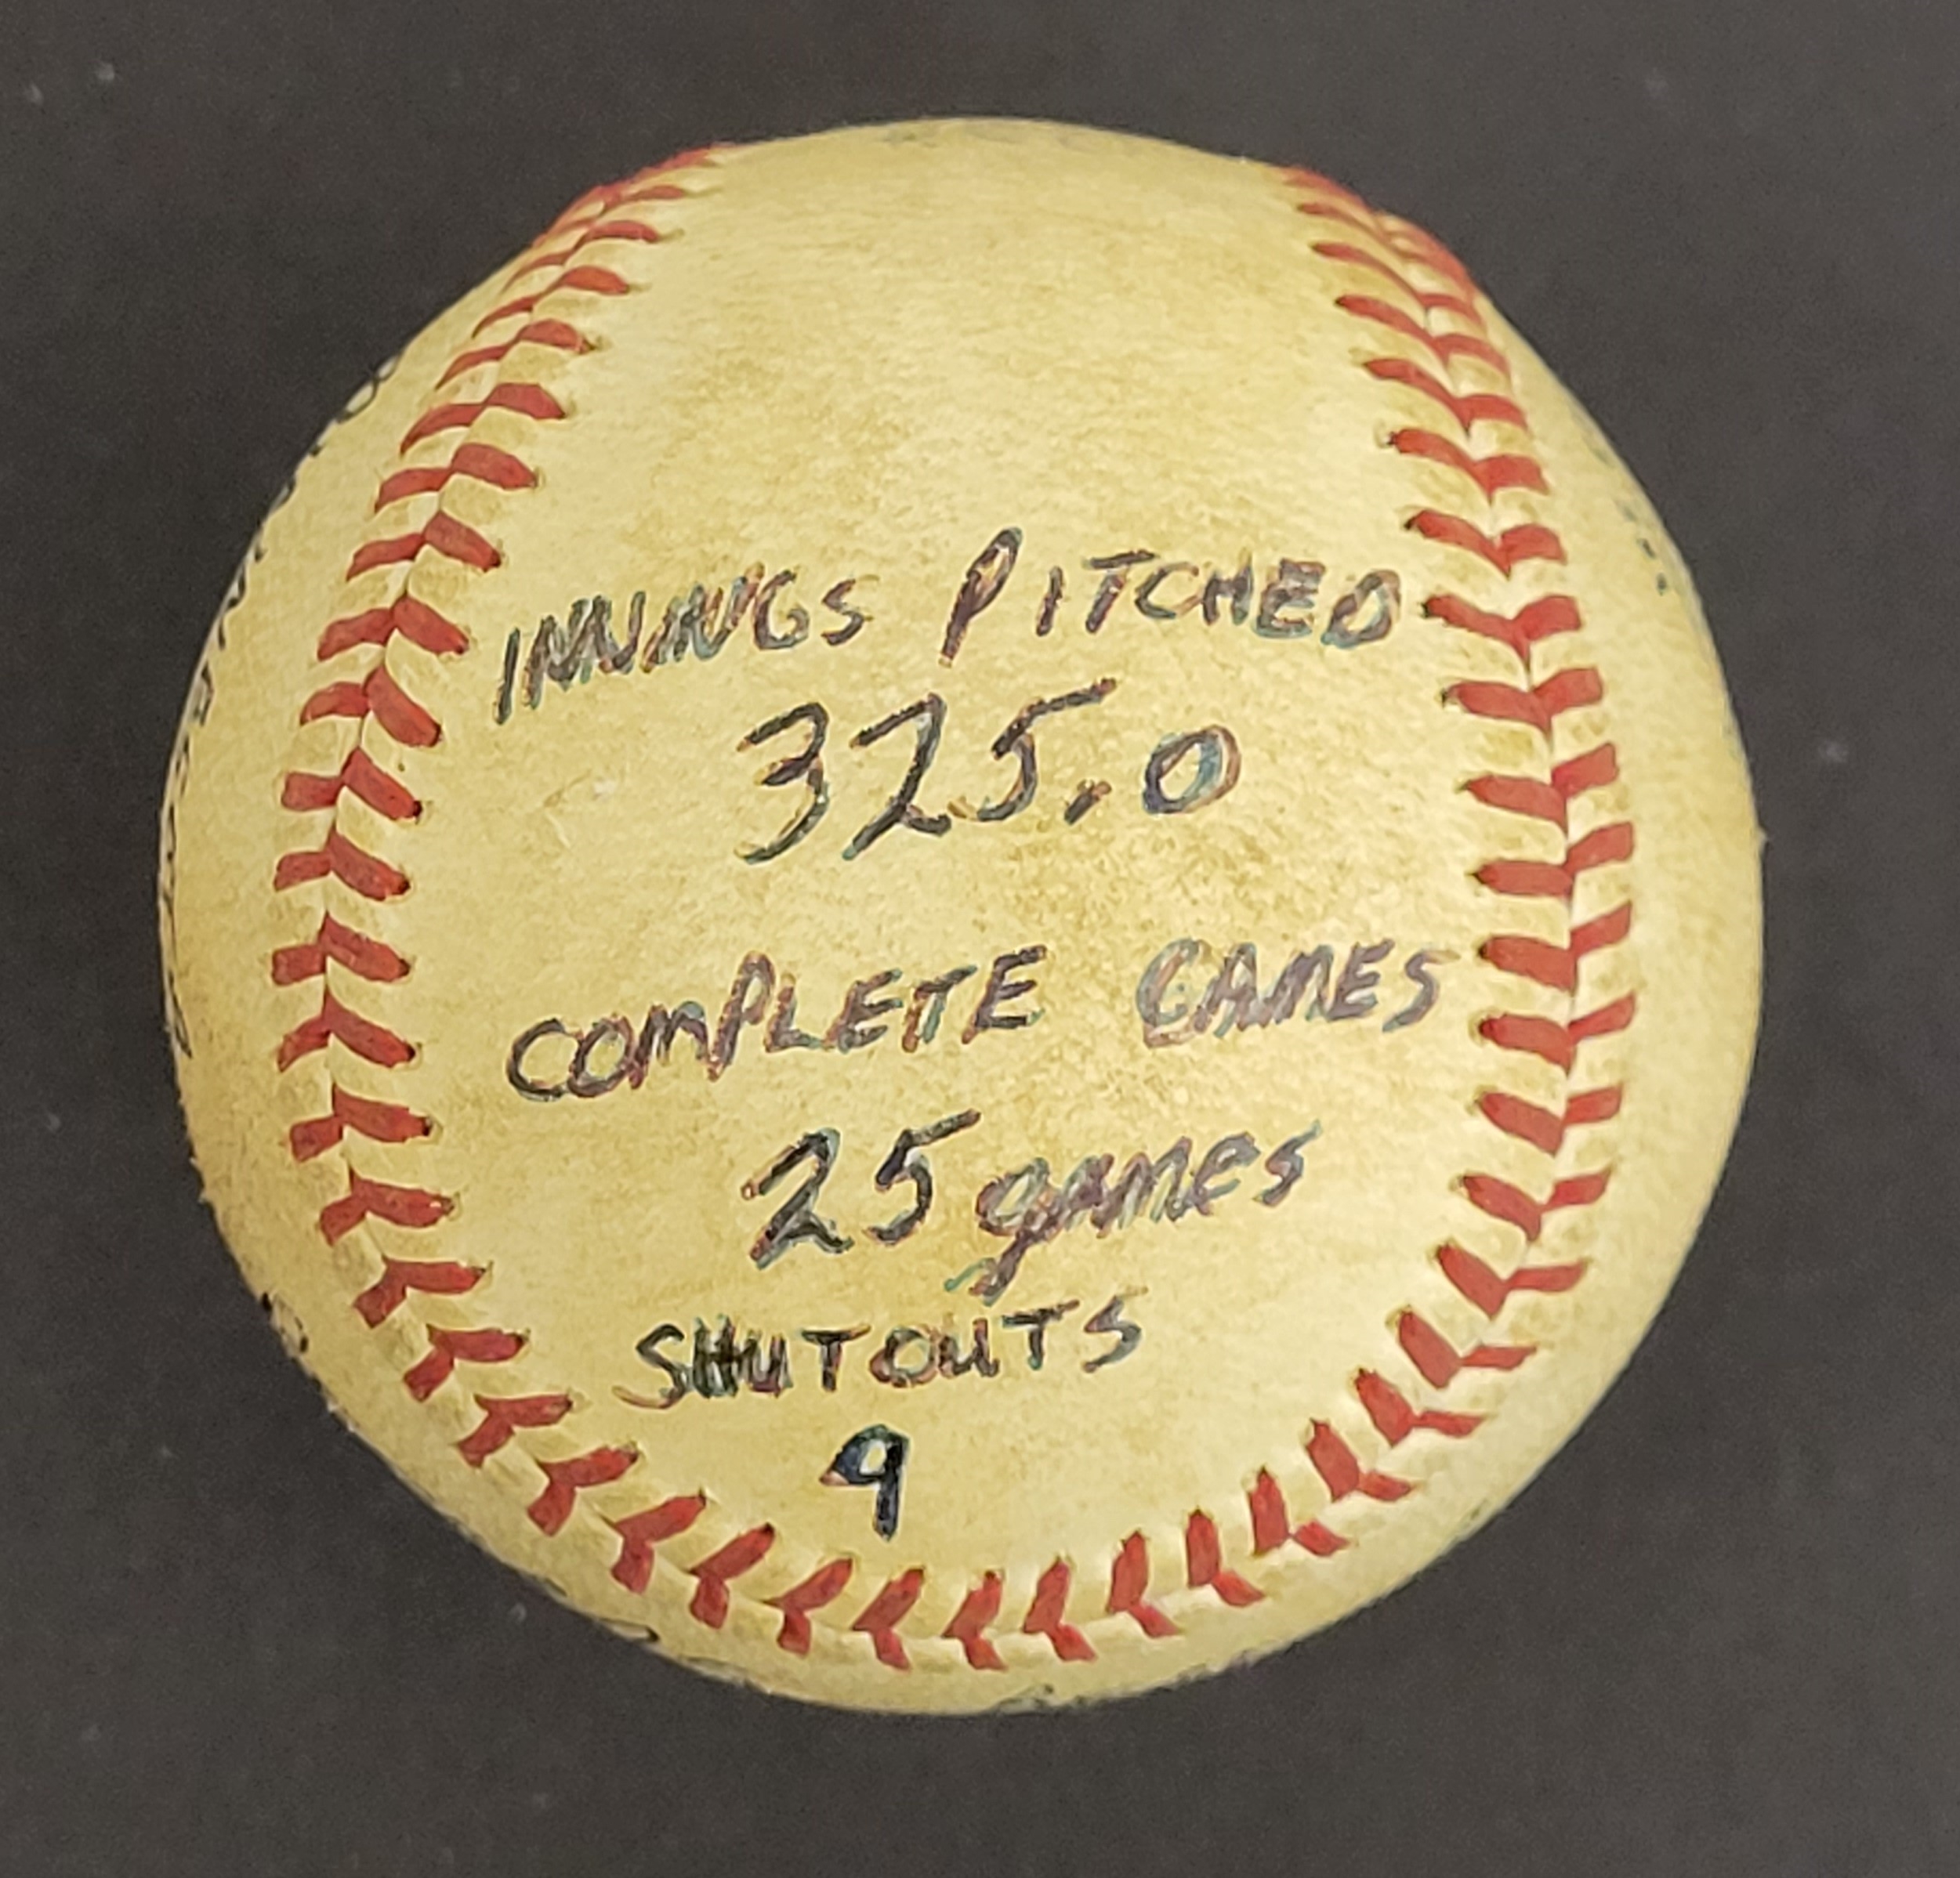 INNINGS PITCHED
325.0
COMPLETE GAMES
25 games
SHUTOUTS
9